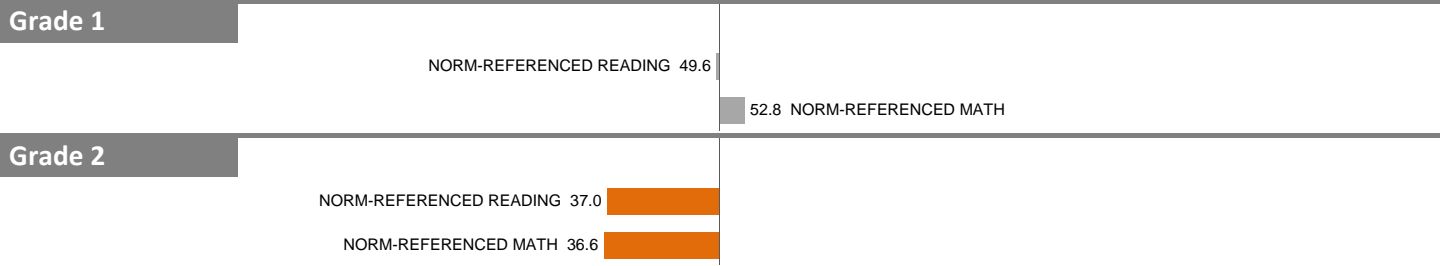 Grade 1
NORM-REFERENCED READING 49.6
52.8 NORM-REFERENCED MATH
Grade 2
NORM-REFERENCED READING 37.0
NORM-REFERENCED MATH 36.6